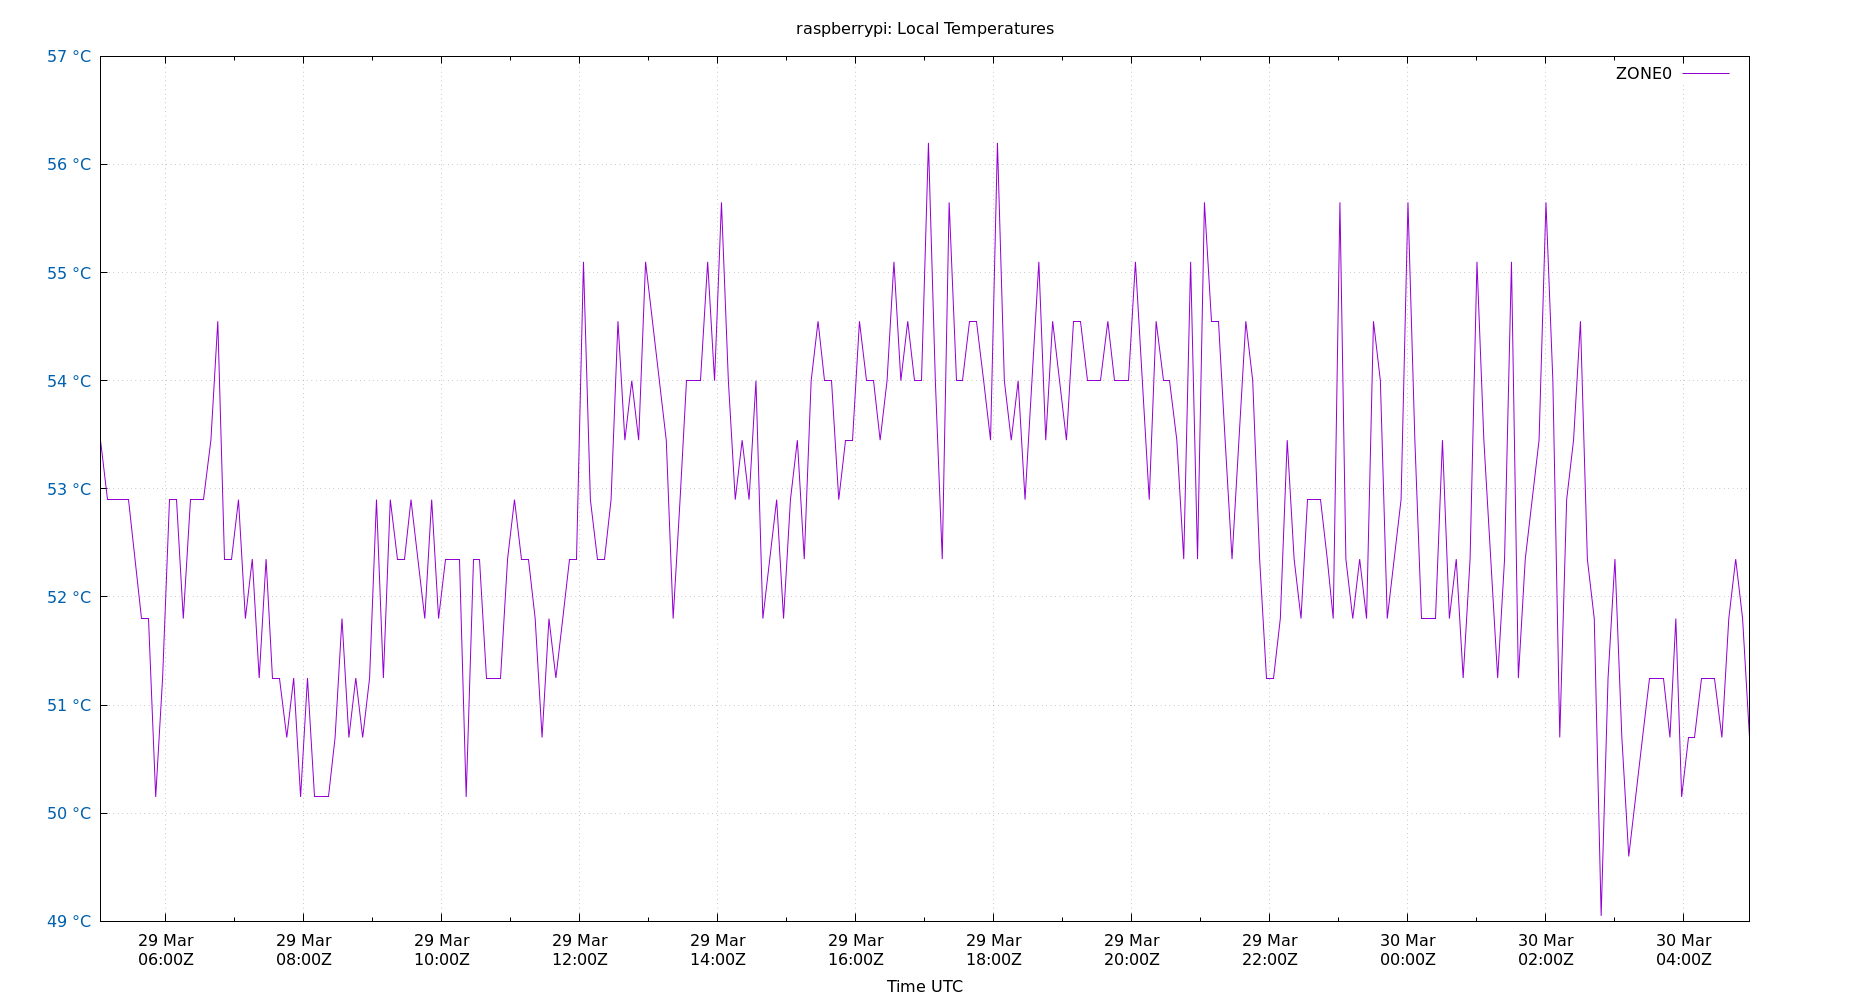 raspberrypi: Local Temperatures
57 °C
ZONE0
56 °C
55 °C
54 °C
53 °C
52 °C
51 °C
50 °C
49 °C
29 Mar 29 Mar 29 Mar 29 Mar 29 Mar 29 Mar 29 Mar 29 Mar 29 Mar 30 Mar 30 Mar 30 Mar
06:00Z 08:00Z 10:00Z 12:00Z 14:00Z 16:00Z 18:00Z 20:00Z 22:00Z 00:00Z 02:00Z 04:00Z
Time UTC